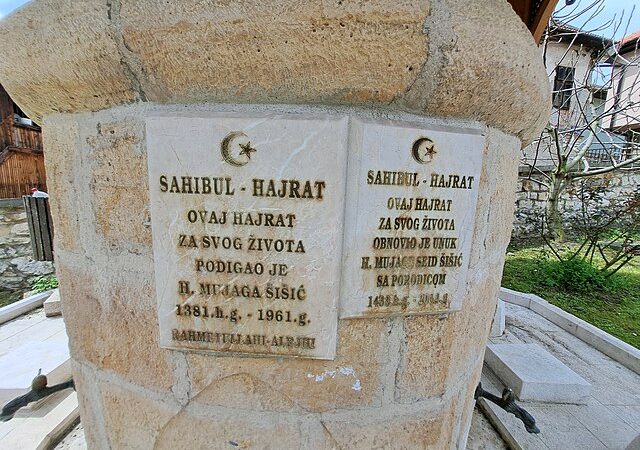 SAHIBUL - HAJRAT
OVAJ HAJRAT
ZA SVOG ŽIVOTA
PODIGAO JE
H. MUJAGA ŠIŠIĆ
1381.h.g. - 1961.g.
RAHMETULLAHI-ALEJHI
SAHIBUL - HAJRAT
OVAJ HAJRAT
ZA SVOG ŽIVOTA
OBNOVIO JE UNUK
H. MUJAGE SEID ŠIŠIĆ
SA PORODICOM